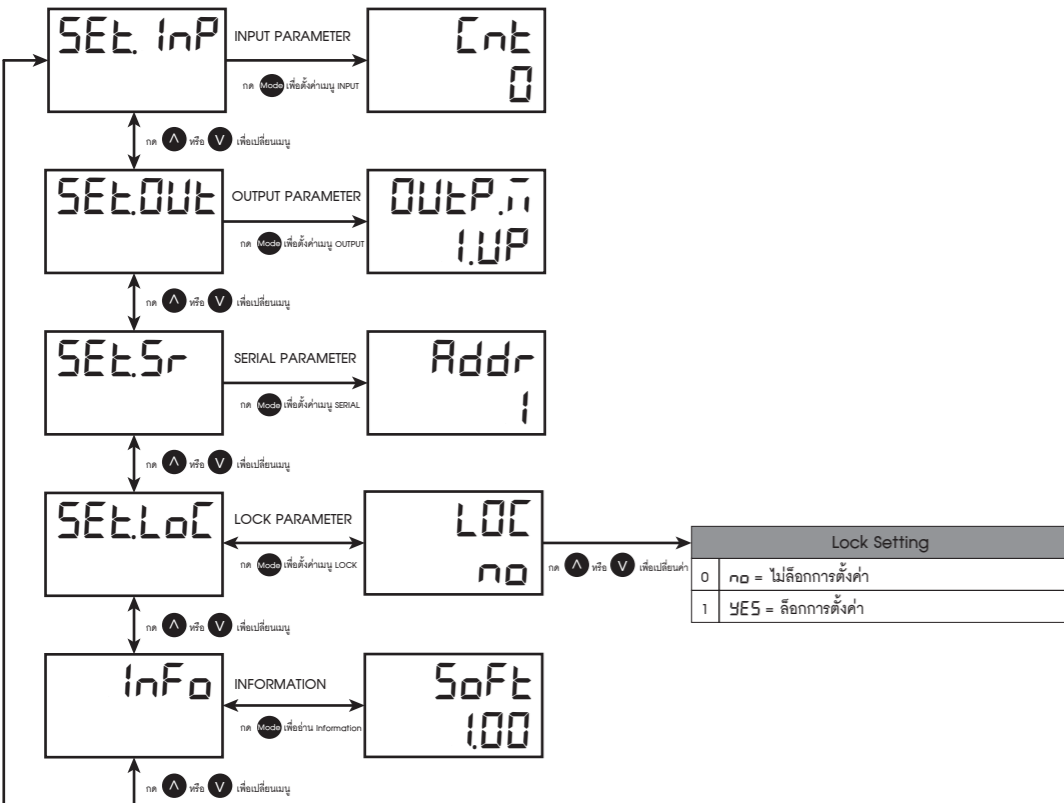 SEt. InP
INPUT PARAMETER
กด Mode เพื่อตั้งค่าเมนู INPUT
Cnt
0
กด ∧ หรือ ∨ เพื่อเปลี่ยนเมนู
SEt.OUt
OUTPUT PARAMETER
กด Mode เพื่อตั้งค่าเมนู OUTPUT
OUtP.m
1.UP
กด ∧ หรือ ∨ เพื่อเปลี่ยนเมนู
SEt.Sr
SERIAL PARAMETER
กด Mode เพื่อตั้งค่าเมนู SERIAL
Addr
1
กด ∧ หรือ ∨ เพื่อเปลี่ยนเมนู
SEt.LoC
LOCK PARAMETER
กด Mode เพื่อตั้งค่าเมนู LOCK
LOC
no
กด ∧ หรือ ∨ เพื่อเปลี่ยนค่า
Lock Setting
0 no = ไม่ล็อกการตั้งค่า
1 YES = ล็อกการตั้งค่า
กด ∧ หรือ ∨ เพื่อเปลี่ยนเมนู
InFo
INFORMATION
กด Mode เพื่ออ่าน Information
SoFt
1.00
กด ∧ หรือ ∨ เพื่อเปลี่ยนเมนู